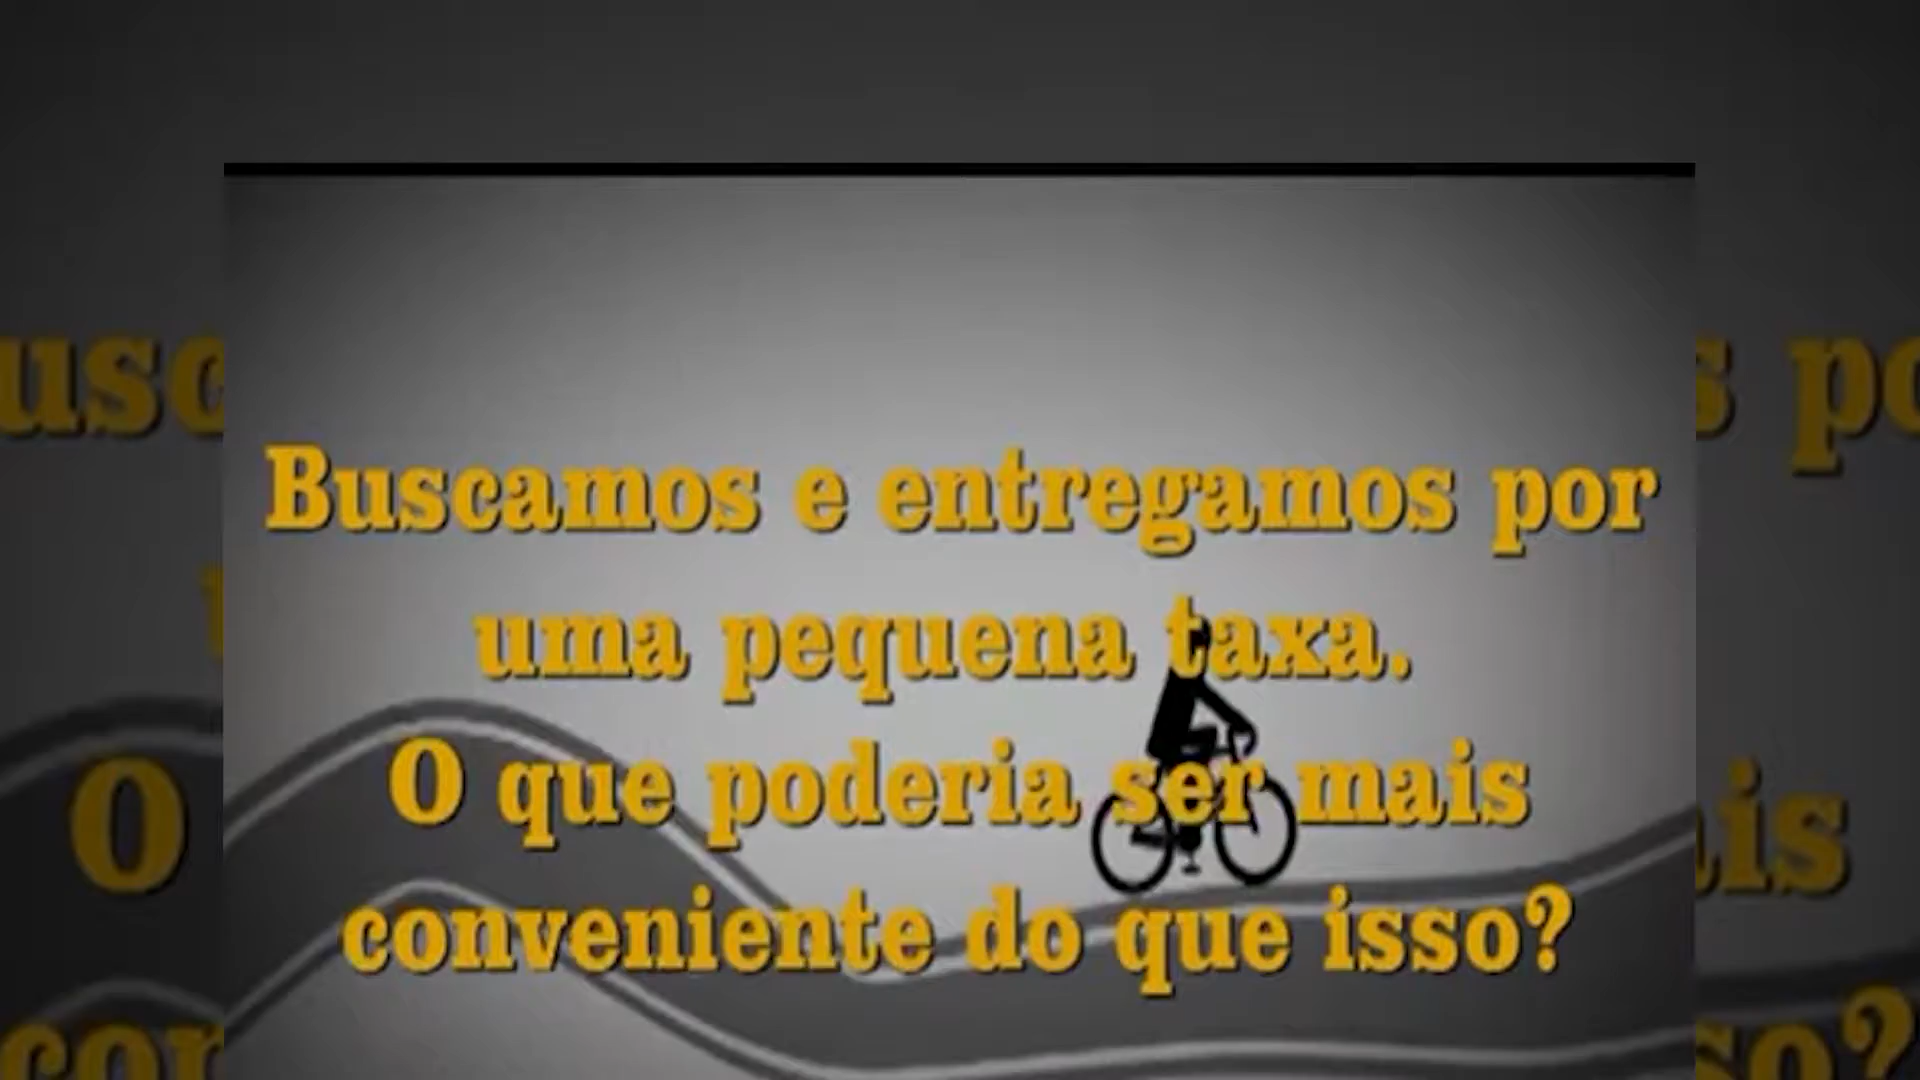 Buscamos e entregamos por
uma pequena taxa.
O que poderia ser mais
conveniente do que isso?